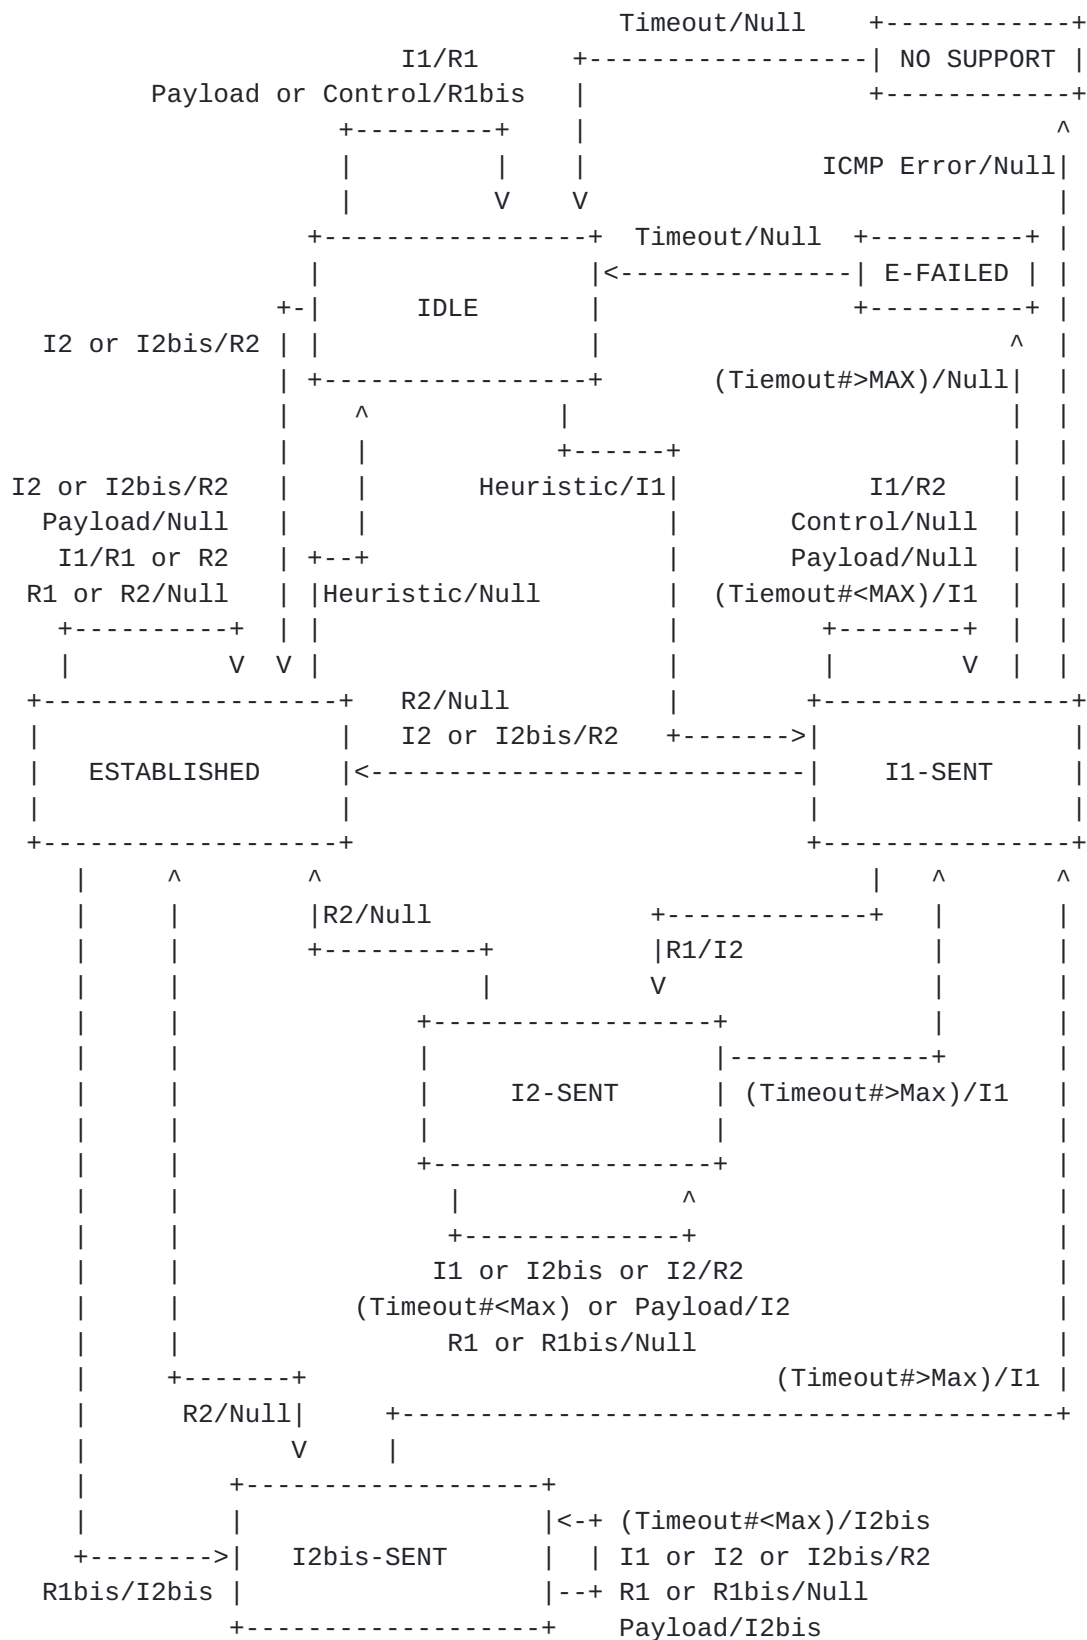 Timeout/Null +------------+
I1/R1 +------------------| NO SUPPORT |
Payload or Control/R1bis | +------------+
+---------+ | ^
| | | ICMP Error/Null|
| V V |
+-----------------+ Timeout/Null +----------+ |
| |<---------------| E-FAILED | |
+-| IDLE | +----------+ |
I2 or I2bis/R2 | | | ^ |
| +-----------------+ (Tiemout#>MAX)/Null| |
| ^ | | |
| | +------+ | |
I2 or I2bis/R2 | | Heuristic/I1| I1/R2 | |
Payload/Null | | | Control/Null | |
I1/R1 or R2 | +--+ | Payload/Null | |
R1 or R2/Null | |Heuristic/Null | (Tiemout#<MAX)/I1 | |
+----------+ | | | +--------+ | |
| V V | | | V | |
+-------------------+ R2/Null | +----------------+
| | I2 or I2bis/R2 +------->| |
| ESTABLISHED |<----------------------------| I1-SENT |
| | | |
+-------------------+ +----------------+
| ^ ^ | ^ ^
| | |R2/Null +-------------+ | |
| | +----------+ |R1/I2 | |
| | | V | |
| | +------------------+ | |
| | | |-------------+ |
| | | I2-SENT | (Timeout#>Max)/I1 |
| | | | |
| | +------------------+ |
| | | ^ |
| | +--------------+ |
| | I1 or I2bis or I2/R2 |
| | (Timeout#<Max) or Payload/I2 |
| | R1 or R1bis/Null |
| +-------+ (Timeout#>Max)/I1 |
| R2/Null| +------------------------------------------+
| V |
| +-------------------+
| | |<-+ (Timeout#<Max)/I2bis
+-------->| I2bis-SENT | | I1 or I2 or I2bis/R2
R1bis/I2bis | |--+ R1 or R1bis/Null
+-------------------+ Payload/I2bis